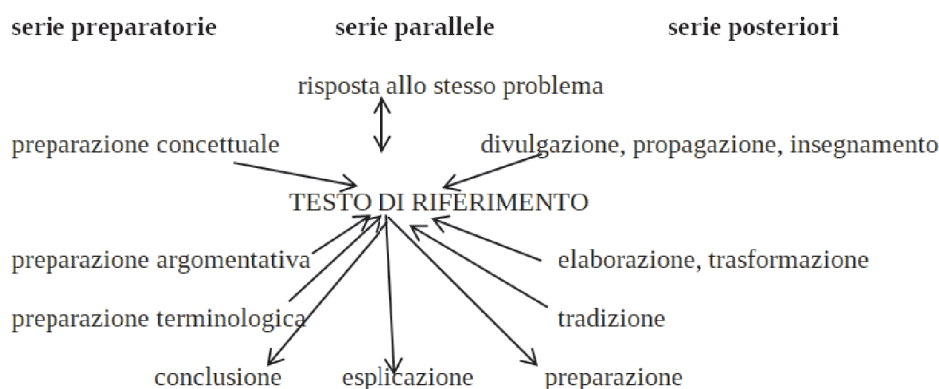 serie preparatorie serie parallele serie posteriori
risposta allo stesso problema
preparazione concettuale divulgazione, propagazione, insegnamento
TESTO DI RIFERIMENTO
preparazione argomentativa elaborazione, trasformazione
preparazione terminologica tradizione
conclusione esplicazione preparazione